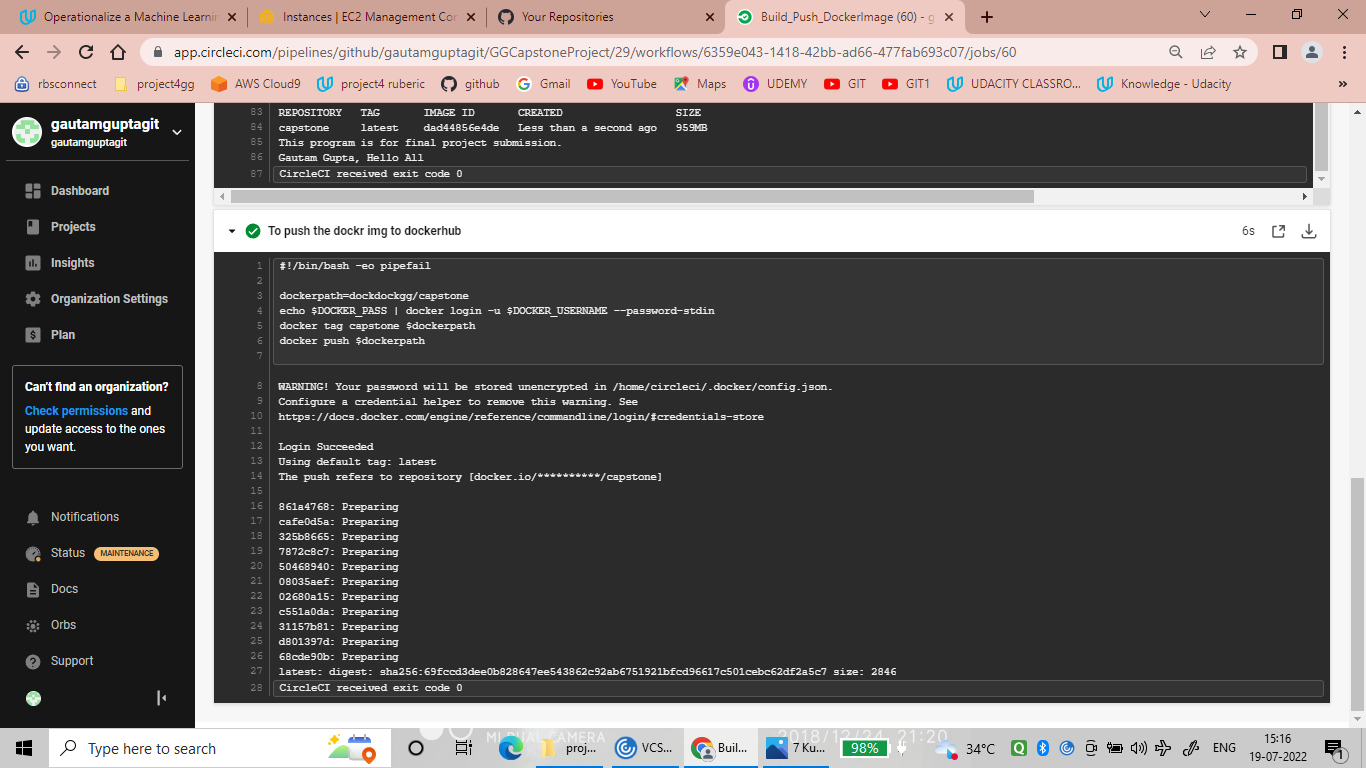 Operationalize a Machine Learnin
Instances | EC2 Management Con
Your Repositories
Build_Push_DockerImage (60) - g
app.circleci.com/pipelines/github/gautamguptagit/GGCapstoneProject/29/workflows/6359e043-1418-42bb-ad66-477fab693c07/jobs/60
rbsconnect
project4gg
AWS Cloud9
project4 ruberic
github
Gmail
YouTube
Maps
UDEMY
GIT
GIT1
UDACITY CLASSRO...
Knowledge - Udacity
»
gautamguptagit
gautamguptagit
Dashboard
Projects
Insights
Organization Settings
Plan
Can't find an organization?
Check permissions and
update access to the ones
you want.
Notifications
Status MAINTENANCE
Docs
Orbs
Support
83 REPOSITORY TAG IMAGE ID CREATED SIZE
84 capstone latest dad44856e4de Less than a second ago 959MB
85 This program is for final project submission.
86 Gautam Gupta, Hello All
87 CircleCI received exit code 0
To push the dockr img to dockerhub
6s
1 #!/bin/bash -eo pipefail
2
3 dockerpath=dockdockgg/capstone
4 echo $DOCKER_PASS | docker login -u $DOCKER_USERNAME --password-stdin
5 docker tag capstone $dockerpath
6 docker push $dockerpath
7
8 WARNING! Your password will be stored unencrypted in /home/circleci/.docker/config.json.
9 Configure a credential helper to remove this warning. See
10 https://docs.docker.com/engine/reference/commandline/login/#credentials-store
11
12 Login Succeeded
13 Using default tag: latest
14 The push refers to repository [docker.io/**********/capstone]
15
16 861a4768: Preparing
17 cafe0d5a: Preparing
18 325b8665: Preparing
19 7872c8c7: Preparing
20 50468940: Preparing
21 08035aef: Preparing
22 02680a15: Preparing
23 c551a0da: Preparing
24 31157b81: Preparing
25 d801397d: Preparing
26 68cde90b: Preparing
27 latest: digest: sha256:69fccd3dee0b828647ee543862c92ab6751921bfcd96617c501cebc62df2a5c7 size: 2846
28 CircleCI received exit code 0
Type here to search
MI DUAL CAMERA
proj...
VCS...
Buil...
7 Ku...
2018/12/24 21:20
98%
34°C
ENG
15:16
19-07-2022
1